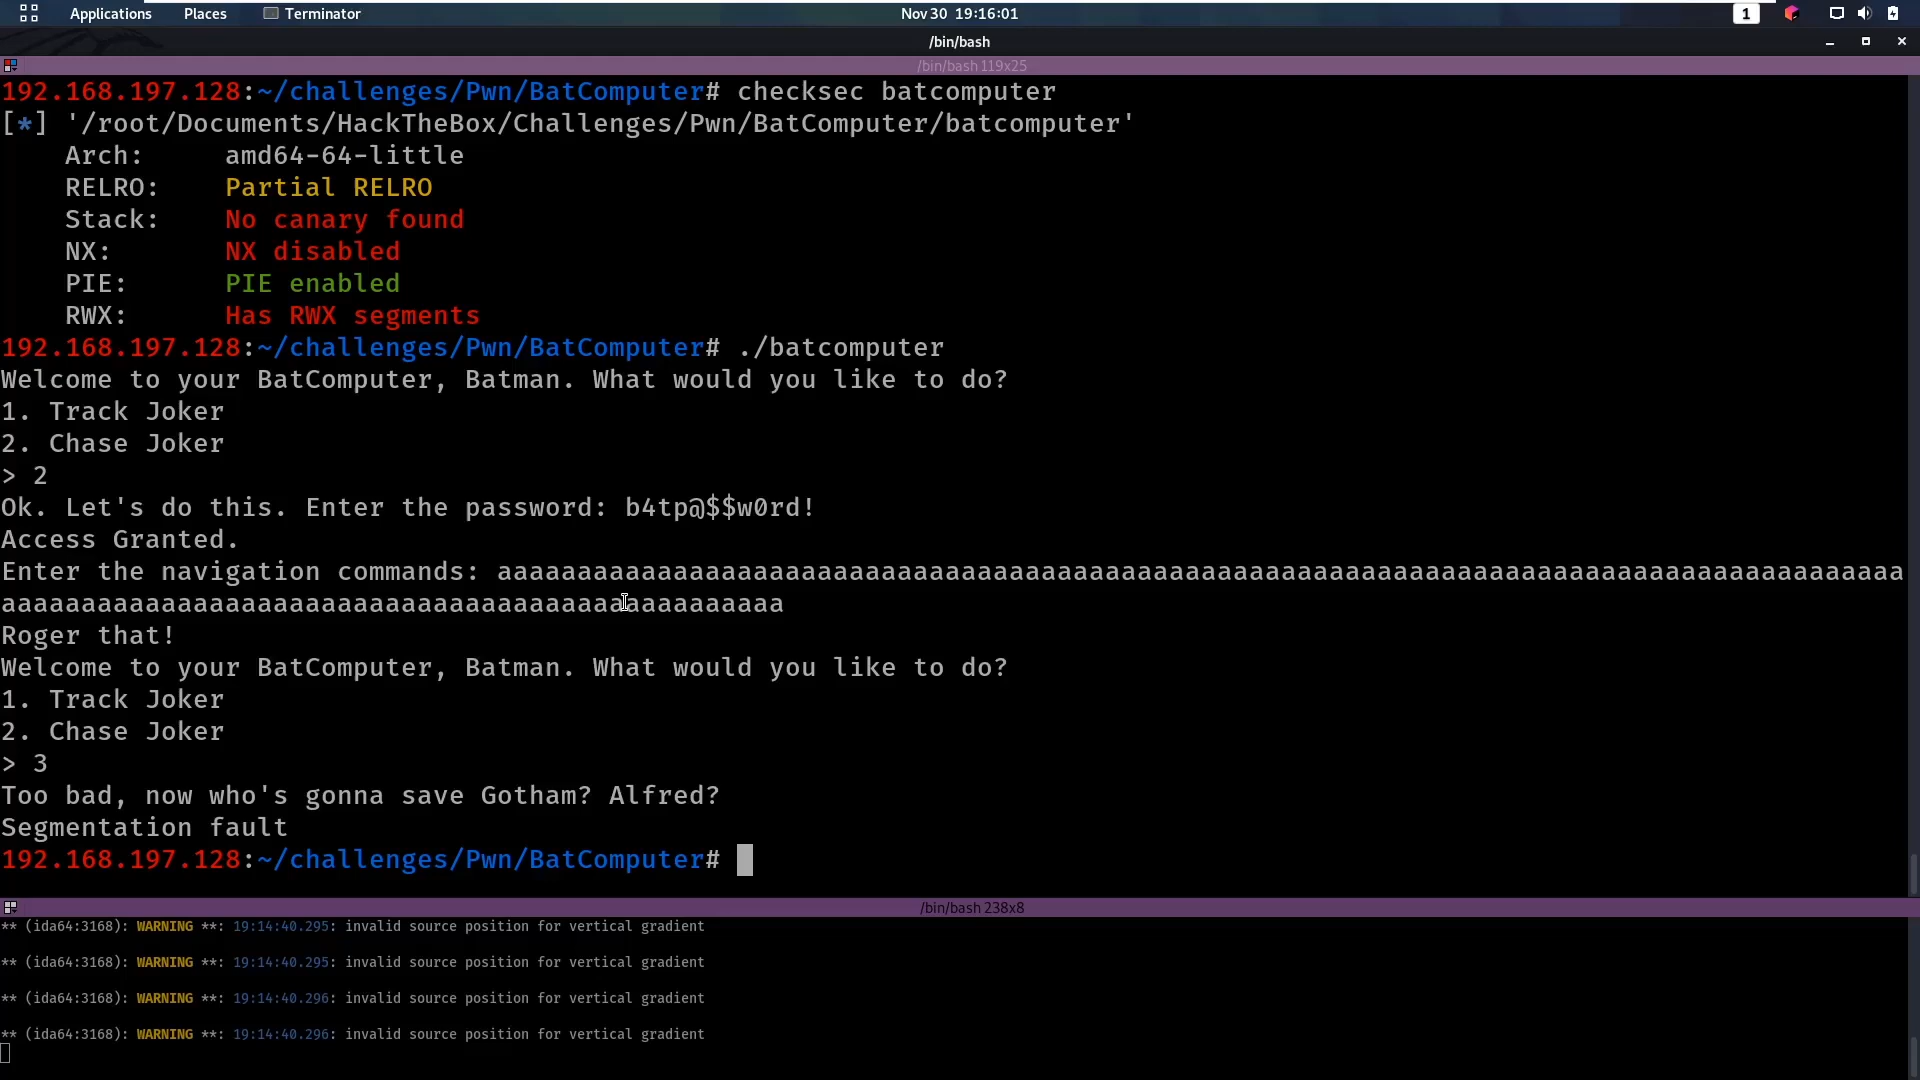 Applications Places Terminator Nov 30 19:16:01 1
/bin/bash
/bin/bash 119x25
192.168.197.128:~/challenges/Pwn/BatComputer# checksec batcomputer
[*] '/root/Documents/HackTheBox/Challenges/Pwn/BatComputer/batcomputer'
Arch: amd64-64-little
RELRO: Partial RELRO
Stack: No canary found
NX: NX disabled
PIE: PIE enabled
RWX: Has RWX segments
192.168.197.128:~/challenges/Pwn/BatComputer# ./batcomputer
Welcome to your BatComputer, Batman. What would you like to do?
1. Track Joker
2. Chase Joker
> 2
Ok. Let's do this. Enter the password: b4tp@$$w0rd!
Access Granted.
Enter the navigation commands: aaaaaaaaaaaaaaaaaaaaaaaaaaaaaaaaaaaaaaaaaaaaaaaaaaaaaaaaaaaaaaaaaaaaaaaaaaaaaaaaaaaaaaaa
aaaaaaaaaaaaaaaaaaaaaaaaaaaaaaaaaaaaaaaaaaaaaaaaa
Roger that!
Welcome to your BatComputer, Batman. What would you like to do?
1. Track Joker
2. Chase Joker
> 3
Too bad, now who's gonna save Gotham? Alfred?
Segmentation fault
192.168.197.128:~/challenges/Pwn/BatComputer#
/bin/bash 238x8
** (ida64:3168): WARNING **: 19:14:40.295: invalid source position for vertical gradient
** (ida64:3168): WARNING **: 19:14:40.295: invalid source position for vertical gradient
** (ida64:3168): WARNING **: 19:14:40.296: invalid source position for vertical gradient
** (ida64:3168): WARNING **: 19:14:40.296: invalid source position for vertical gradient